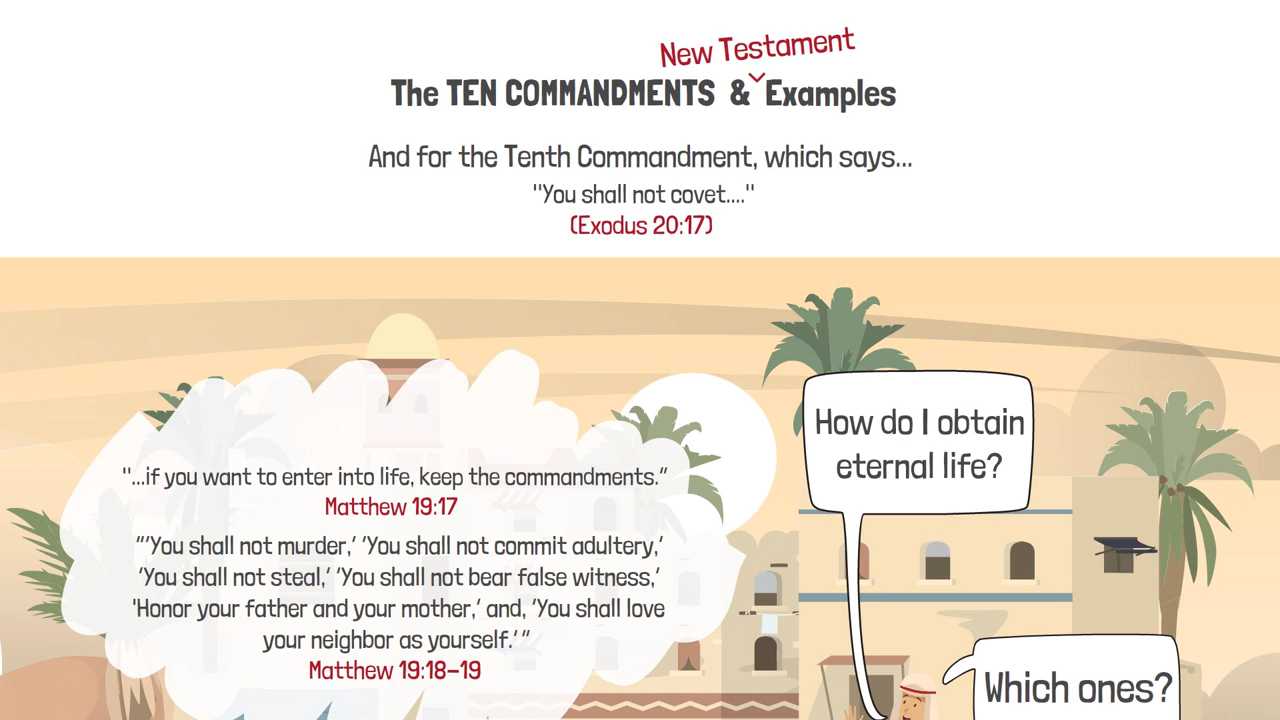 New Testament
The TEN COMMANDMENTS & Examples
And for the Tenth Commandment, which says...
"You shall not covet...."
(Exodus 20:17)
How do I obtain
eternal life?
"...if you want to enter into life, keep the commandments."
Matthew 19:17
"'You shall not murder,' 'You shall not commit adultery,'
'You shall not steal,' 'You shall not bear false witness,'
'Honor your father and your mother,' and, 'You shall love
your neighbor as yourself.'"
Matthew 19:18–19
Which ones?